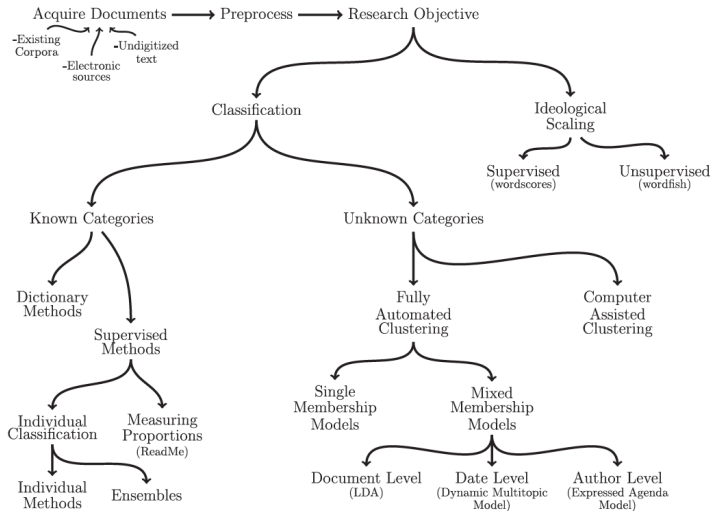 Acquire Documents Preprocess Research Objective
-Existing Corpora
-Electronic sources
-Undigitized text
Classification
Ideological
Scaling
Supervised
(wordscores)
Unsupervised
(wordfish)
Known Categories
Unknown Categories
Dictionary
Methods
Supervised
Methods
Fully
Automated
Clustering
Computer
Assisted
Clustering
Individual
Classification
Measuring
Proportions
(ReadMe)
Single
Membership
Models
Mixed
Membership
Models
Individual
Methods
Ensembles
Document Level
(LDA)
Date Level
(Dynamic Multitopic
Model)
Author Level
(Expressed Agenda
Model)